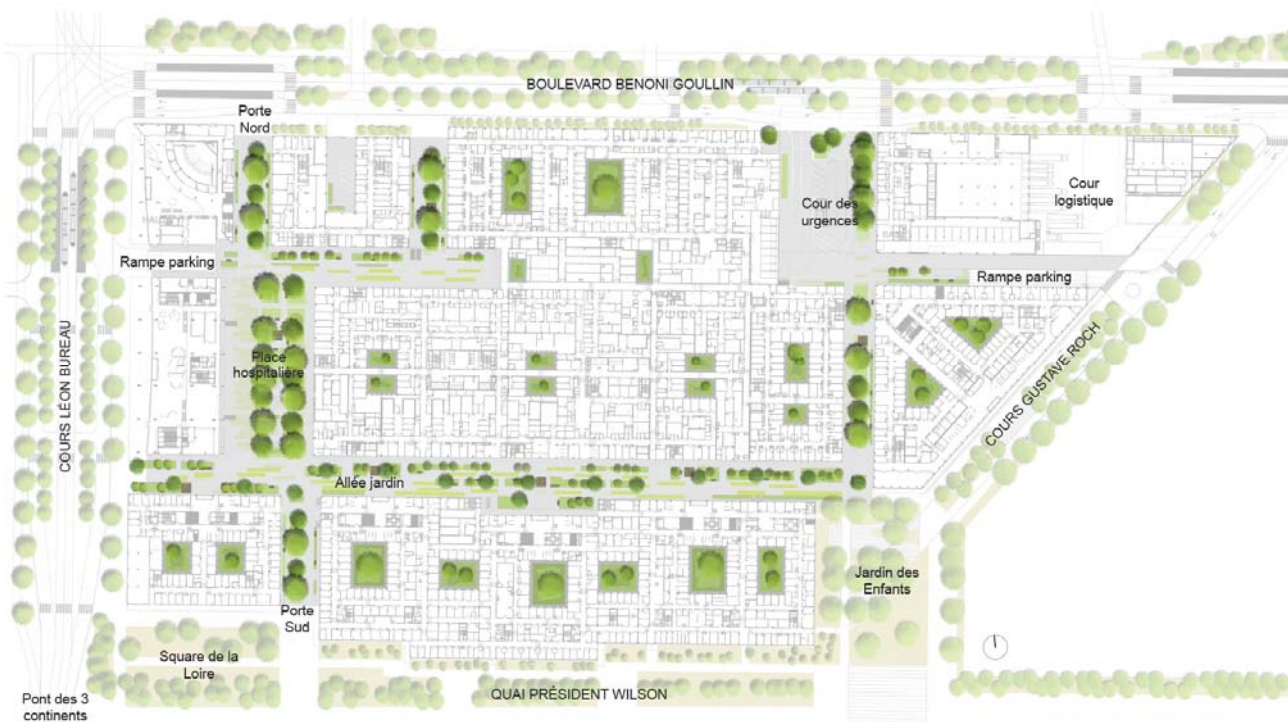 BOULEVARD BENONI GOULLIN
Porte
Nord
Cour
logistique
Cour des
urgences
HALL
Rampe parking
Rampe parking
Place
hospitalière
COURS LÉON BUREAU
COURS GUSTAVE ROCH
Allée jardin
Jardin des
Enfants
Porte
Sud
Square de la
Loire
QUAI PRÉSIDENT WILSON
Pont des 3
continents